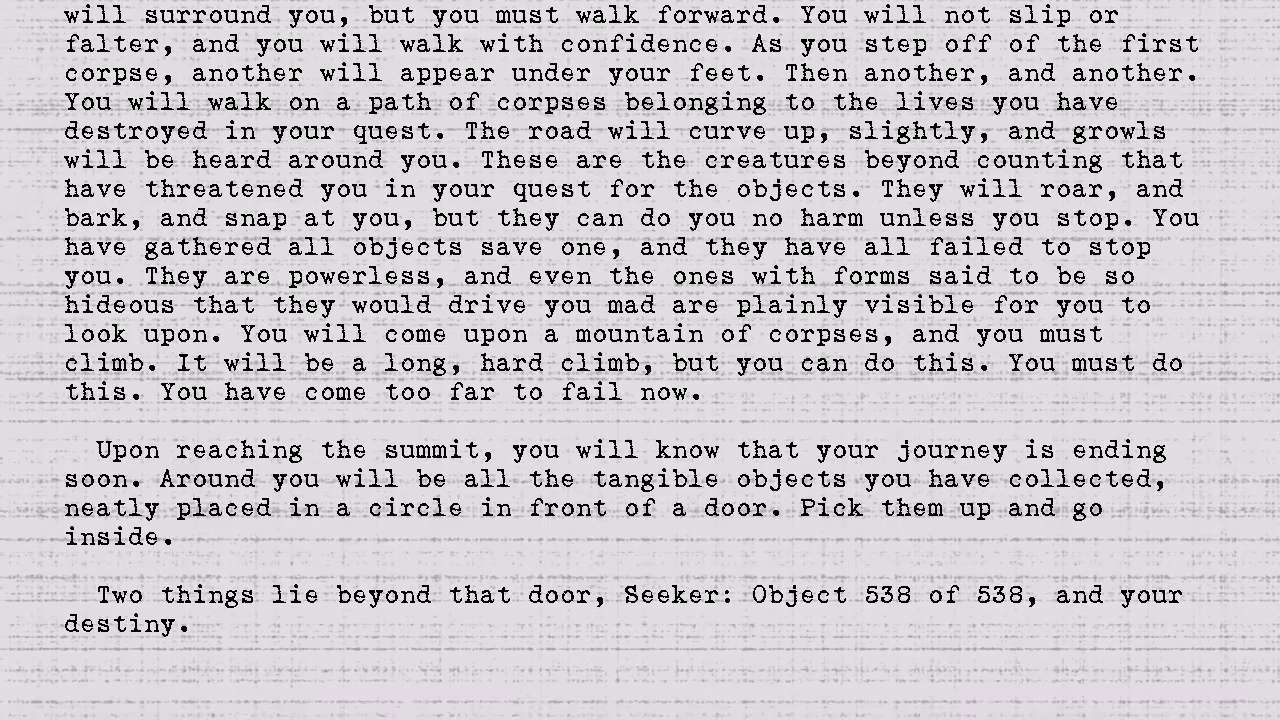 will surround you, but you must walk forward. You will not slip or
falter, and you will walk with confidence. As you step off of the first
corpse, another will appear under your feet. Then another, and another.
You will walk on a path of corpses belonging to the lives you have
destroyed in your quest. The road will curve up, slightly, and growls
will be heard around you. These are the creatures beyond counting that
have threatened you in your quest for the objects. They will roar, and
bark, and snap at you, but they can do you no harm unless you stop. You
have gathered all objects save one, and they have all failed to stop
you. They are powerless, and even the ones with forms said to be so
hideous that they would drive you mad are plainly visible for you to
look upon. You will come upon a mountain of corpses, and you must
climb. It will be a long, hard climb, but you can do this. You must do
this. You have come too far to fail now.
Upon reaching the summit, you will know that your journey is ending
soon. Around you will be all the tangible objects you have collected,
neatly placed in a circle in front of a door. Pick them up and go
inside.
Two things lie beyond that door, Seeker: Object 538 of 538, and your
destiny.